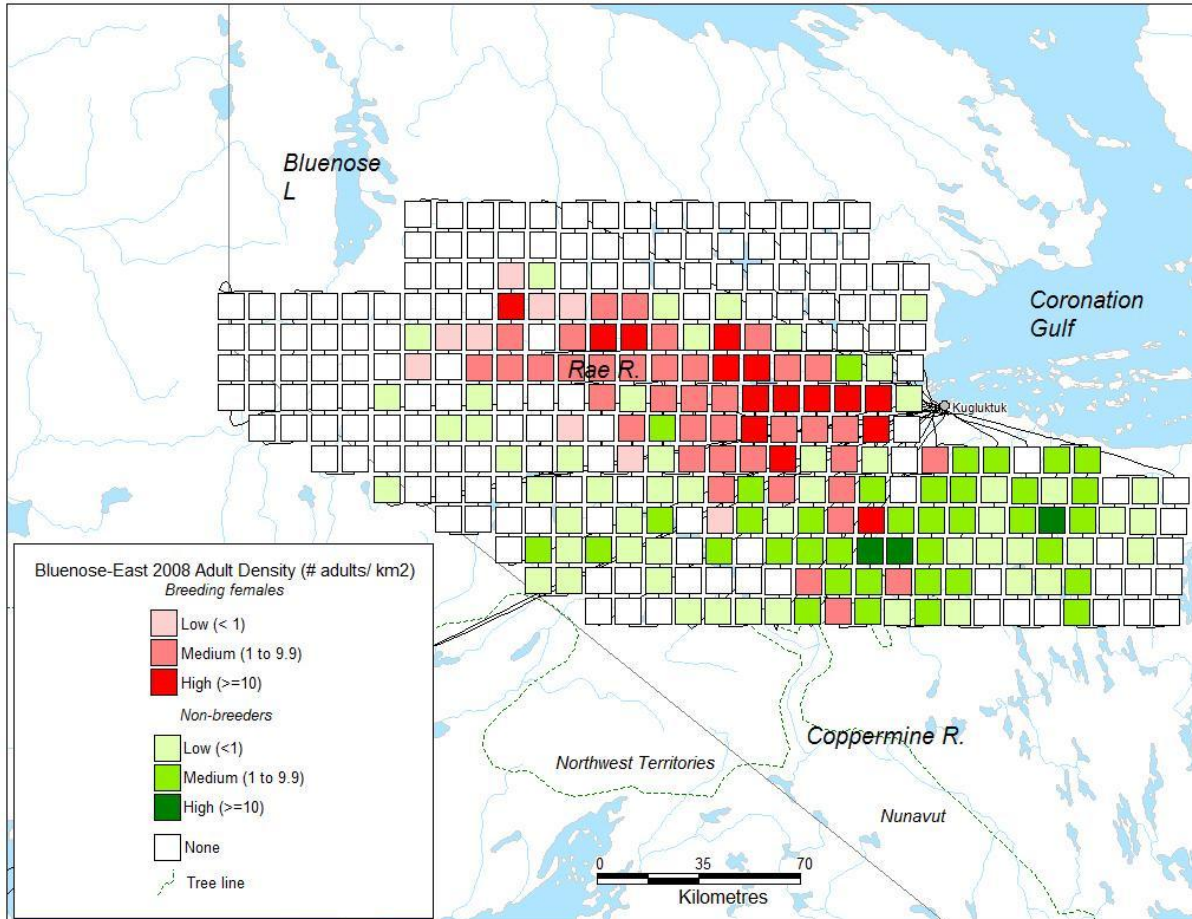 Bluenose
L
Coronation
Gulf
Rae R.
Kugluktuk
Bluenose-East 2008 Adult Density (# adults/ km2)
Breeding females
Low (< 1)
Medium (1 to 9.9)
High (>=10)
Non-breeders
Low (<1)
Medium (1 to 9.9)
High (>=10)
None
Tree line
Coppermine R.
Northwest Territories
Nunavut
0 35 70
Kilometres